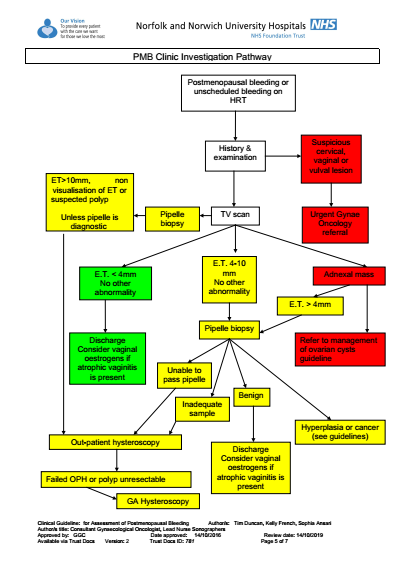 Our Vision
To provide every patient
with the care we want
for those we love the most
Norfolk and Norwich University Hospitals NHS
NHS Foundation Trust
PMB Clinic Investigation Pathway
Postmenopausal bleeding or
unscheduled bleeding on
HRT
History &
examination
Suspicious
cervical,
vaginal or
vulval lesion
ET>10mm, non
visualisation of ET or
suspected polyp
Unless pipelle is
diagnostic
Pipelle
biopsy
TV scan
Urgent Gynae
Oncology
referral
E.T. < 4mm
No other
abnormality
E.T. 4-10
mm
No other
abnormality
Adnexal mass
E.T. > 4mm
Pipelle biopsy
Discharge
Consider vaginal
oestrogens if
atrophic vaginitis
is present
Refer to management
of ovarian cysts
guideline
Unable to
pass pipelle
Inadequate
sample
Benign
Hyperplasia or cancer
(see guidelines)
Out-patient hysteroscopy
Discharge
Consider vaginal
oestrogens if
atrophic vaginitis is
present
Failed OPH or polyp unresectable
GA Hysteroscopy
Clinical Guideline: for Assessment of Postmenopausal Bleeding Author/s: Tim Duncan, Kelly French, Sophia Ansari
Author/s title: Consultant Gynaecological Oncologist, Lead Nurse Sonographers
Approved by: GGC Date approved: 14/10/2016 Review date: 14/10/2019
Available via Trust Docs Version: 2 Trust Docs ID: 781 Page 5 of 7